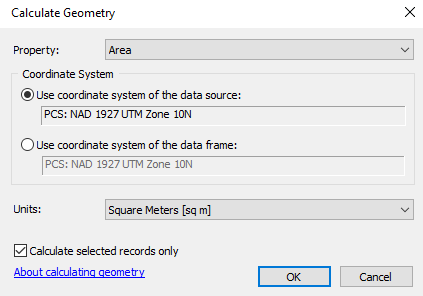 Calculate Geometry
Property: Area
Coordinate System
Use coordinate system of the data source:
PCS: NAD 1927 UTM Zone 10N
Use coordinate system of the data frame:
PCS: NAD 1927 UTM Zone 10N
Units: Square Meters [sq m]
Calculate selected records only
About calculating geometry
OK Cancel